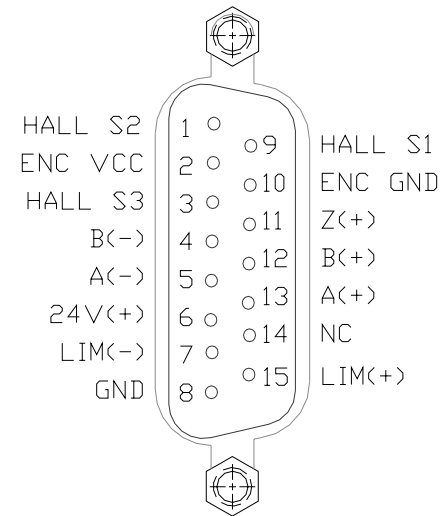 HALL S2 1
ENC VCC 2
HALL S3 3
B(-) 4
A(-) 5
24V(+) 6
LIM(-) 7
GND 8
9 HALL S1
10 ENC GND
11 Z(+)
12 B(+)
13 A(+)
14 NC
15 LIM(+)